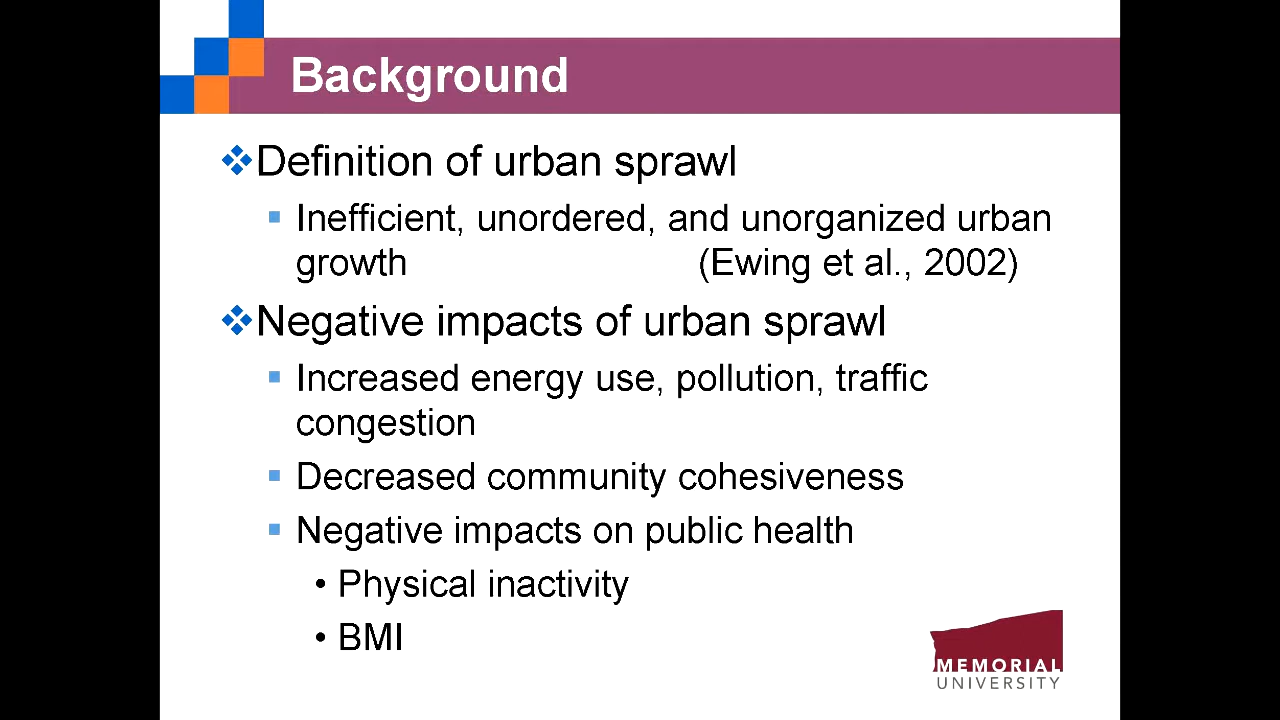 Background
Definition of urban sprawl
Inefficient, unordered, and unorganized urban
growth (Ewing et al., 2002)
Negative impacts of urban sprawl
Increased energy use, pollution, traffic
congestion
Decreased community cohesiveness
Negative impacts on public health
• Physical inactivity
• BMI
MEMORIAL
UNIVERSITY